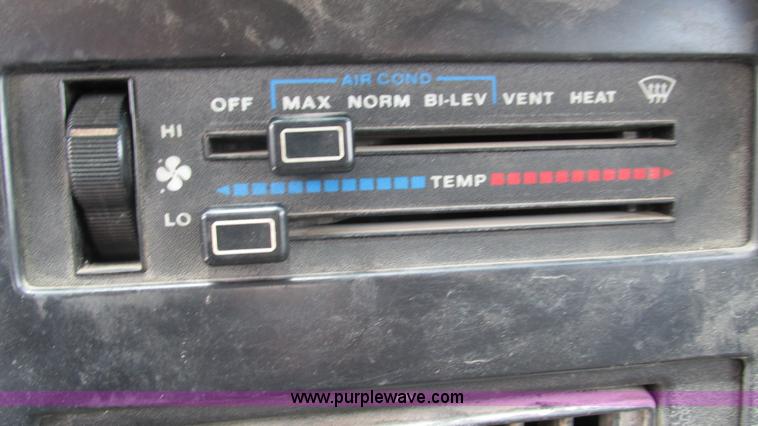 AIR COND
OFF MAX NORM BI-LEV VENT HEAT
HI
TEMP
LO
www.purplewave.com